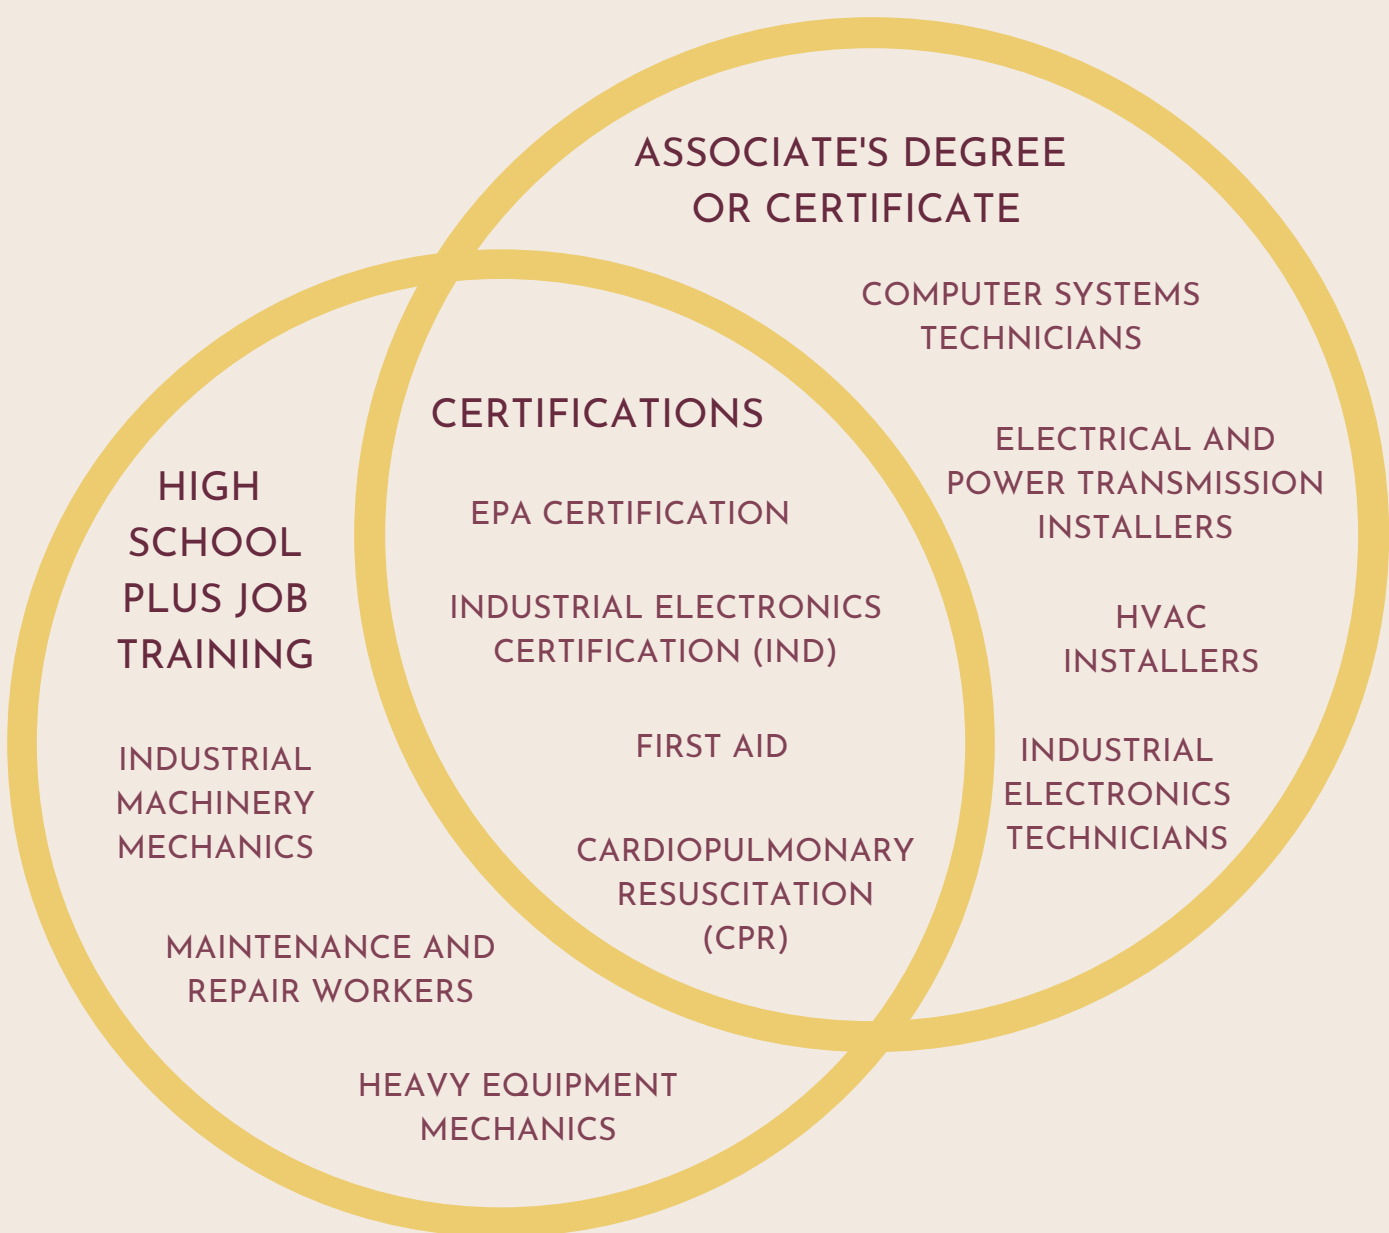 ASSOCIATE'S DEGREE
OR CERTIFICATE
COMPUTER SYSTEMS
TECHNICIANS
ELECTRICAL AND
POWER TRANSMISSION
INSTALLERS
HVAC
INSTALLERS
INDUSTRIAL
ELECTRONICS
TECHNICIANS
CERTIFICATIONS
EPA CERTIFICATION
INDUSTRIAL ELECTRONICS
CERTIFICATION (IND)
FIRST AID
CARDIOPULMONARY
RESUSCITATION
(CPR)
HIGH
SCHOOL
PLUS JOB
TRAINING
INDUSTRIAL
MACHINERY
MECHANICS
MAINTENANCE AND
REPAIR WORKERS
HEAVY EQUIPMENT
MECHANICS